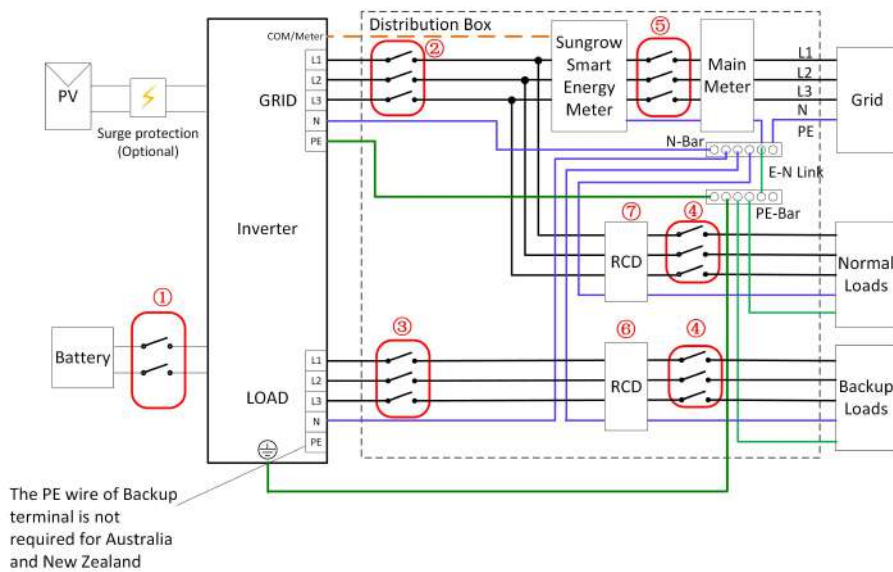 Distribution Box
COM/Meter
②
⑤
L1
L2
L3
N
PE
GRID
PV
Surge protection
(Optional)
Sungrow
Smart
Energy
Meter
Main
Meter
L1
L2
L3
N
PE
Grid
N-Bar
E-N Link
PE-Bar
Inverter
⑦
④
RCD
Normal
Loads
①
Battery
③
⑥
④
L1
L2
L3
N
PE
LOAD
RCD
Backup
Loads
The PE wire of Backup
terminal is not
required for Australia
and New Zealand